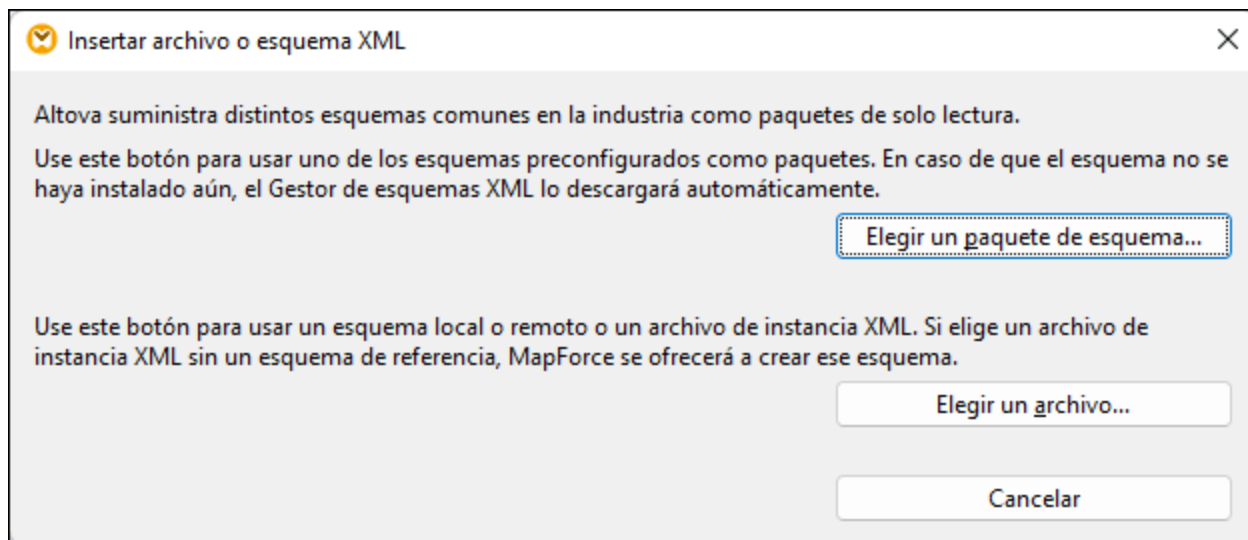 Insertar archivo o esquema XML
Altova suministra distintos esquemas comunes en la industria como paquetes de solo lectura.
Use este botón para usar uno de los esquemas preconfigurados como paquetes. En caso de que el esquema no se
haya instalado aún, el Gestor de esquemas XML lo descargará automáticamente.
Elegir un paquete de esquema...
Use este botón para usar un esquema local o remoto o un archivo de instancia XML. Si elige un archivo de
instancia XML sin un esquema de referencia, MapForce se ofrecerá a crear ese esquema.
Elegir un archivo...
Cancelar